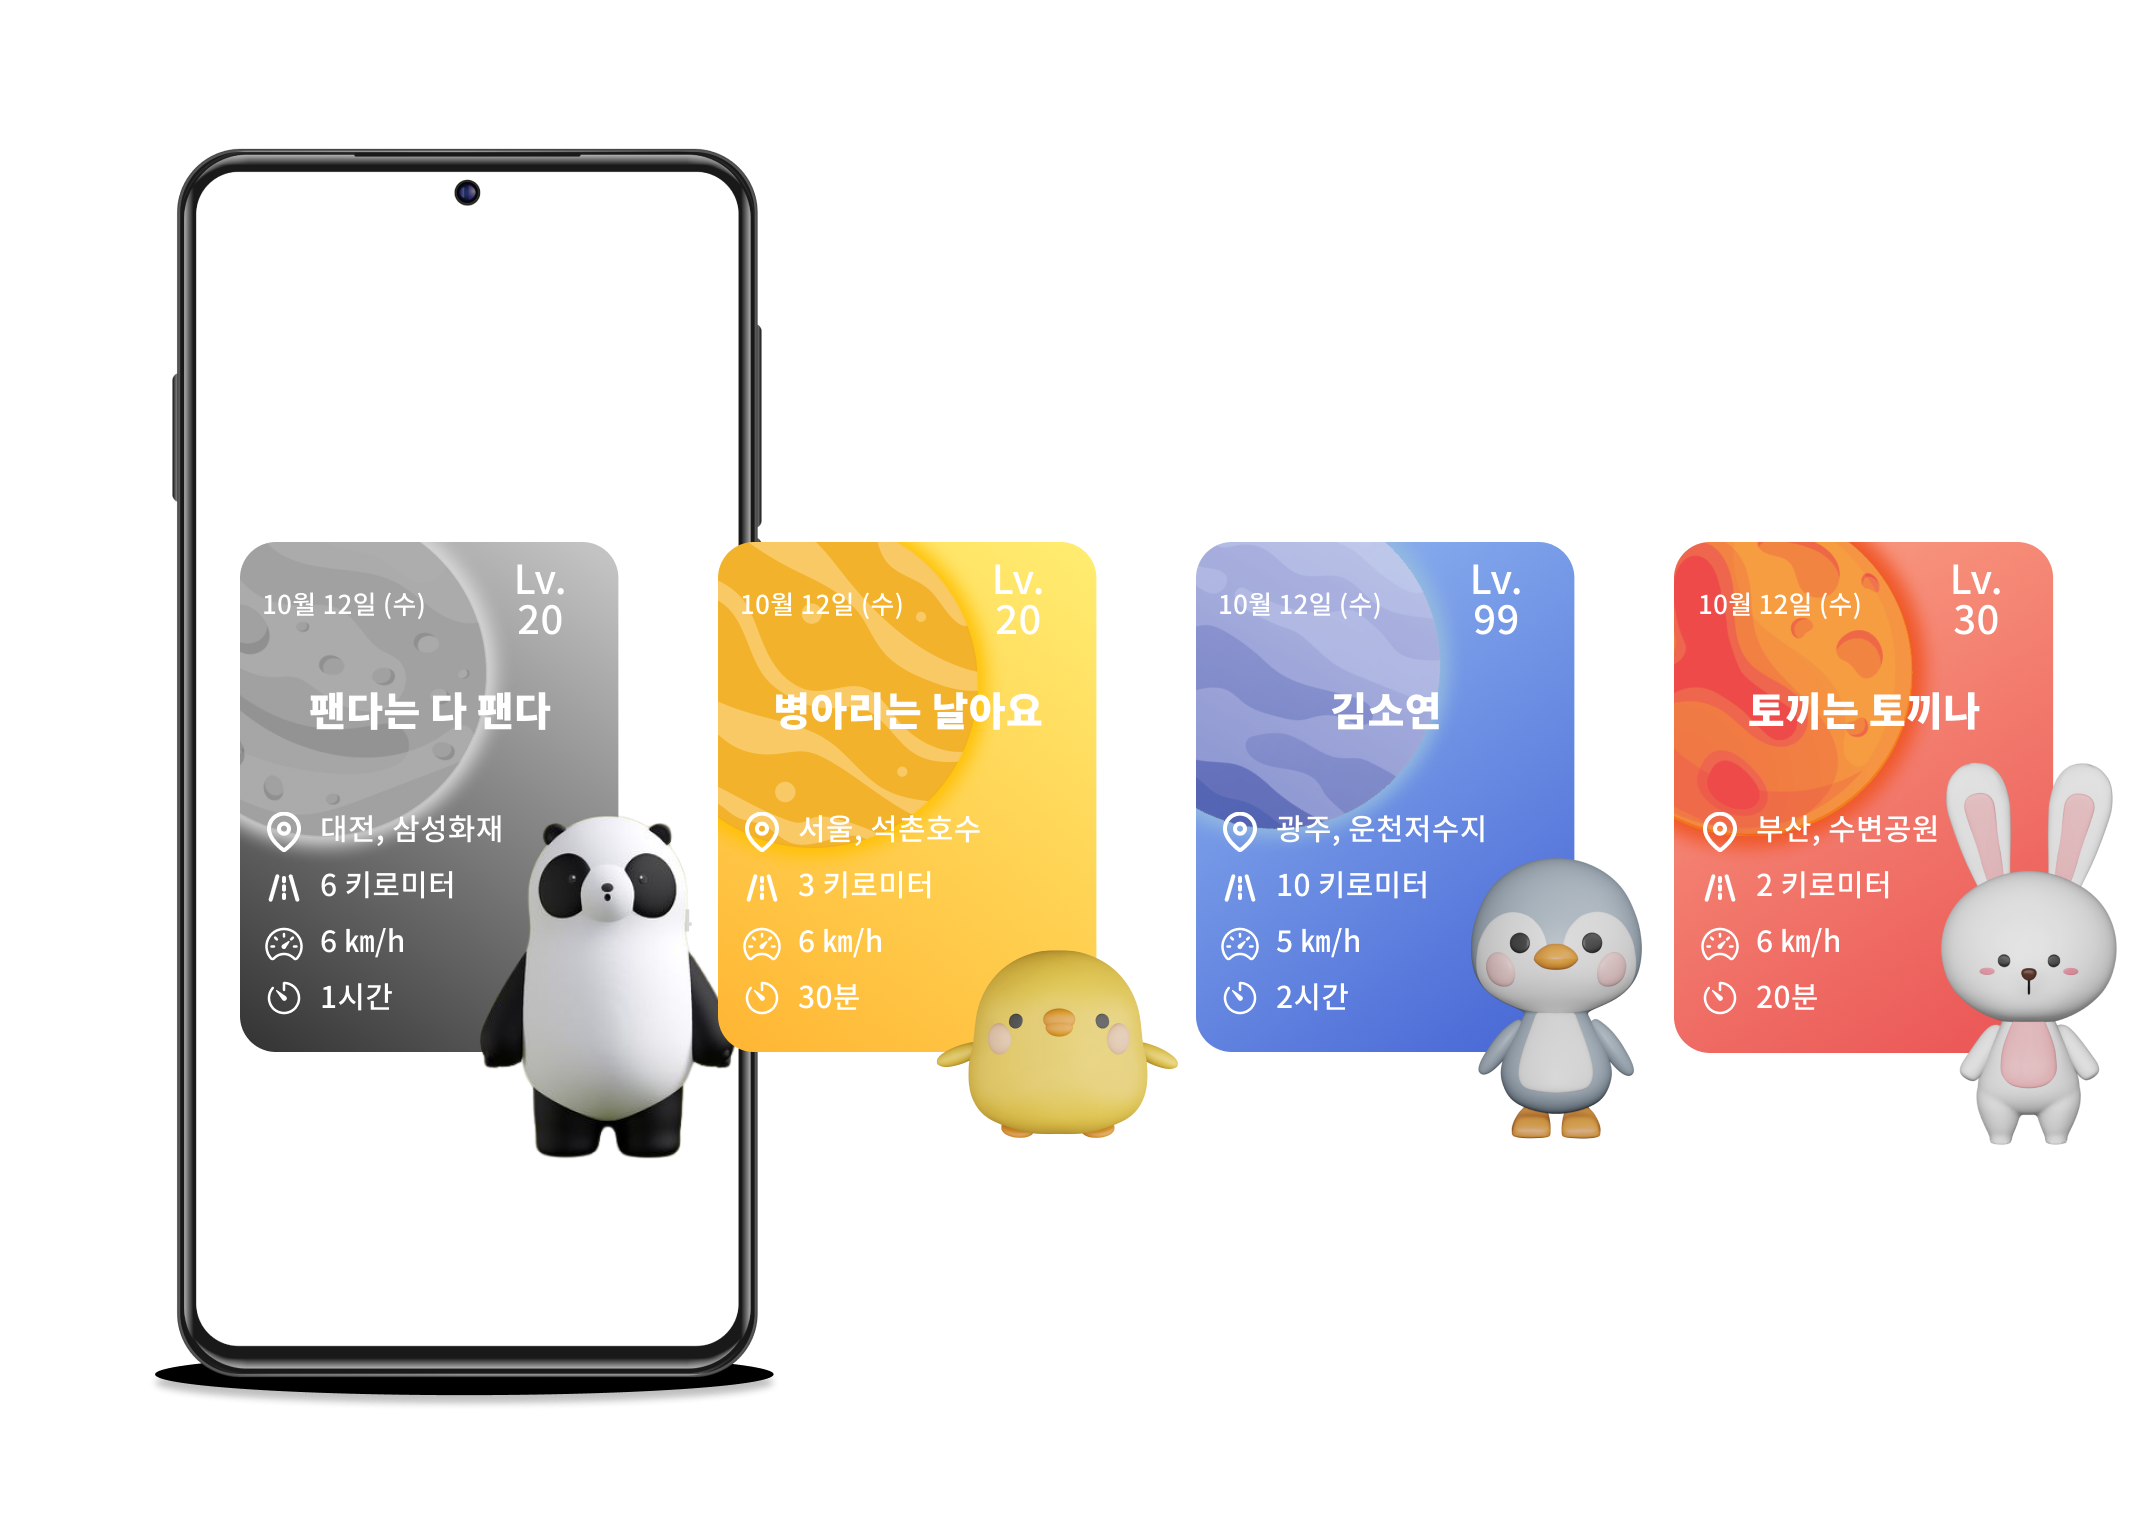 10월 12일 (수)
Lv.
20
팬다는 다 팬다
대전, 삼성화재
6 키로미터
6 km/h
1시간
10월 12일 (수)
Lv.
20
병아리는 날아요
서울, 석촌호수
3 키로미터
6 km/h
30분
10월 12일 (수)
Lv.
99
김소연
광주, 운천저수지
10 키로미터
5 km/h
2시간
10월 12일 (수)
Lv.
30
토끼는 토끼나
부산, 수변공원
2 키로미터
6 km/h
20분